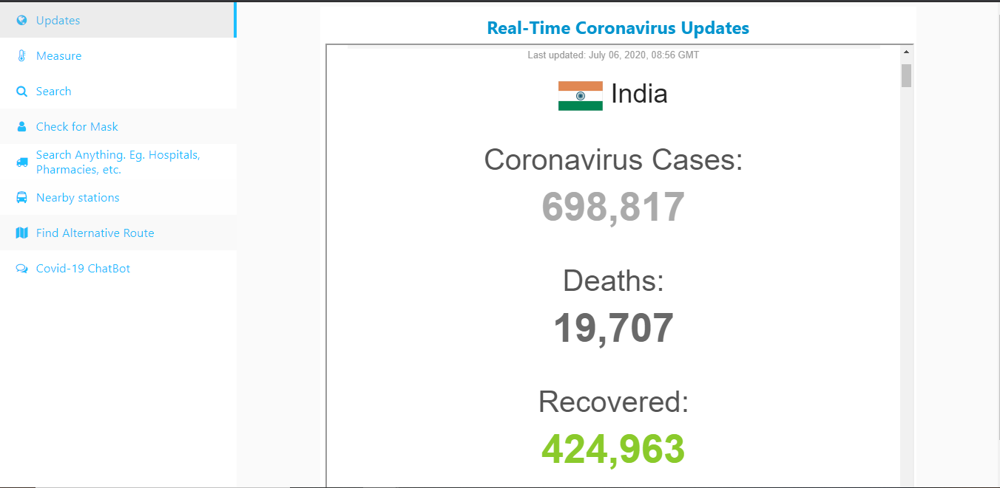 Updates
Measure
Search
Check for Mask
Search Anything. Eg. Hospitals,
Pharmacies, etc.
Nearby stations
Find Alternative Route
Covid-19 ChatBot
Real-Time Coronavirus Updates
Last updated: July 06, 2020, 08:56 GMT
India
Coronavirus Cases:
698,817
Deaths:
19,707
Recovered:
424,963